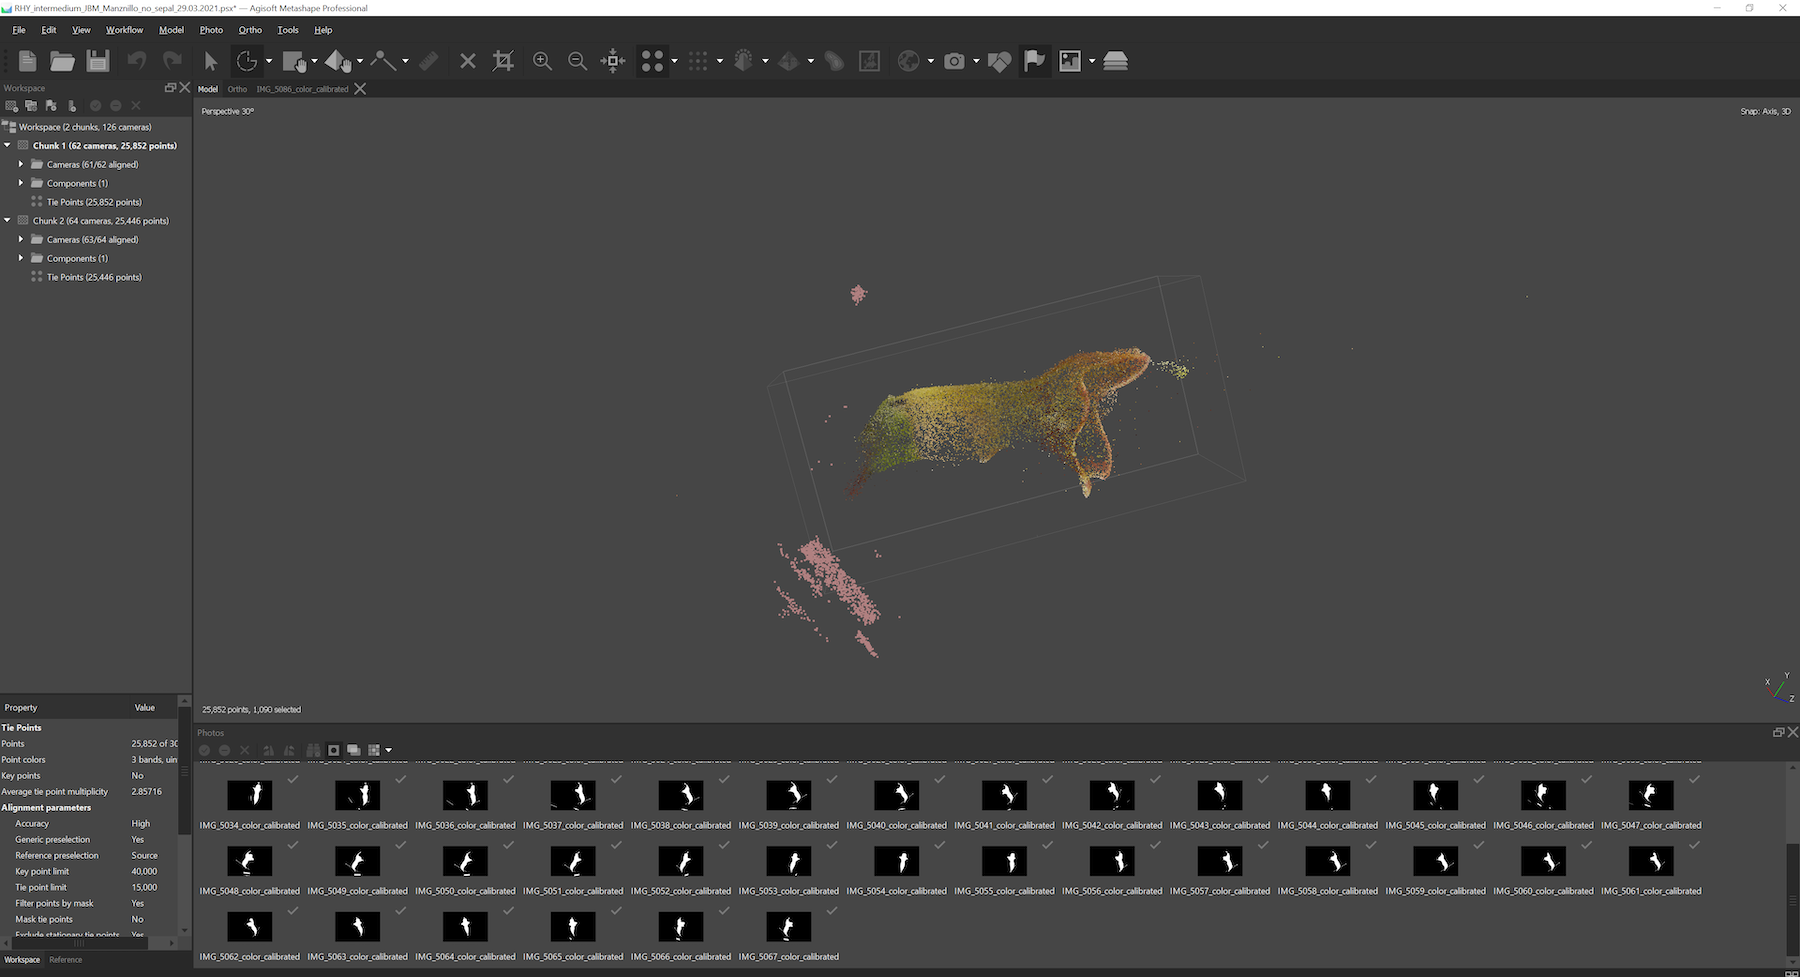 RHY_intermedium_JBM_Manznillo_no_sepal_29.03.2021.psx* — Agisoft Metashape Professional
File Edit View Workflow Model Photo Ortho Tools Help
Workspace
Model Ortho IMG_5086_color_calibrated
Perspective 30°
Snap: Axis, 3D
Workspace (2 chunks, 126 cameras)
Chunk 1 (62 cameras, 25,852 points)
Cameras (61/62 aligned)
Components (1)
Tie Points (25,852 points)
Chunk 2 (64 cameras, 25,446 points)
Cameras (63/64 aligned)
Components (1)
Tie Points (25,446 points)
X Y Z
25,852 points, 1,090 selected
Property Value
Tie Points
Points 25,852 of 30
Point colors 3 bands, uin
Key points No
Average tie point multiplicity 2.85716
Alignment parameters
Accuracy High
Generic preselection Yes
Reference preselection Source
Key point limit 40,000
Tie point limit 15,000
Filter points by mask Yes
Mask tie points No
Exclude stationary tie points Yes
Workspace Reference
Photos
IMG_5034_color_calibrated IMG_5035_color_calibrated IMG_5036_color_calibrated IMG_5037_color_calibrated IMG_5038_color_calibrated IMG_5039_color_calibrated IMG_5040_color_calibrated IMG_5041_color_calibrated IMG_5042_color_calibrated IMG_5043_color_calibrated IMG_5044_color_calibrated IMG_5045_color_calibrated IMG_5046_color_calibrated IMG_5047_color_calibrated
IMG_5048_color_calibrated IMG_5049_color_calibrated IMG_5050_color_calibrated IMG_5051_color_calibrated IMG_5052_color_calibrated IMG_5053_color_calibrated IMG_5054_color_calibrated IMG_5055_color_calibrated IMG_5056_color_calibrated IMG_5057_color_calibrated IMG_5058_color_calibrated IMG_5059_color_calibrated IMG_5060_color_calibrated IMG_5061_color_calibrated
IMG_5062_color_calibrated IMG_5063_color_calibrated IMG_5064_color_calibrated IMG_5065_color_calibrated IMG_5066_color_calibrated IMG_5067_color_calibrated